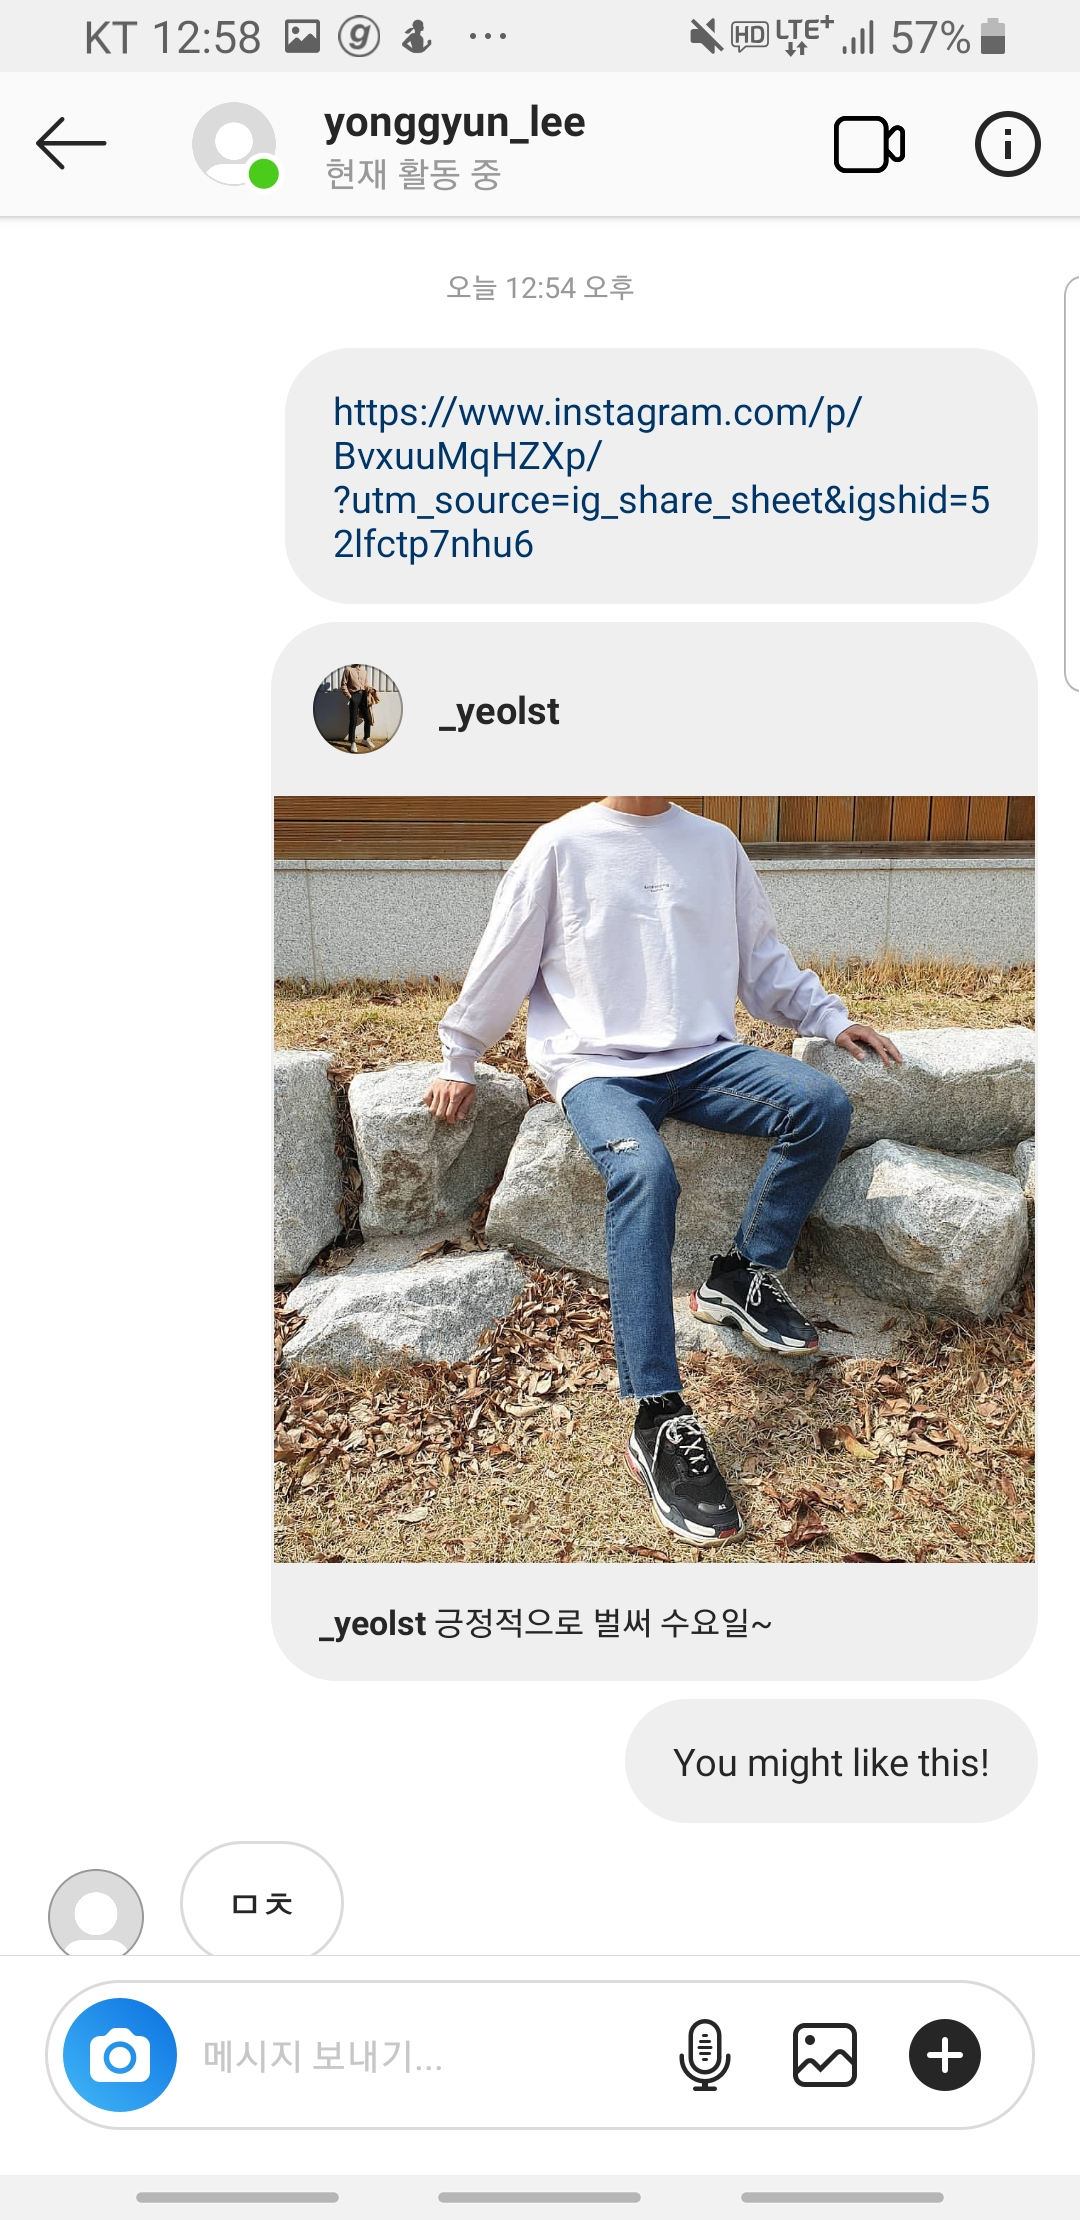 KT 12:58 HD LTE+ 57%
yonggyun_lee
현재 활동 중
오늘 12:54 오후
https://www.instagram.com/p/
BvxuuMqHZXp/
?utm_source=ig_share_sheet&igshid=5
2lfctp7nhu6
_yeolst
_yeolst 긍정적으로 벌써 수요일~
You might like this!
ㅁㅊ
메시지 보내기...